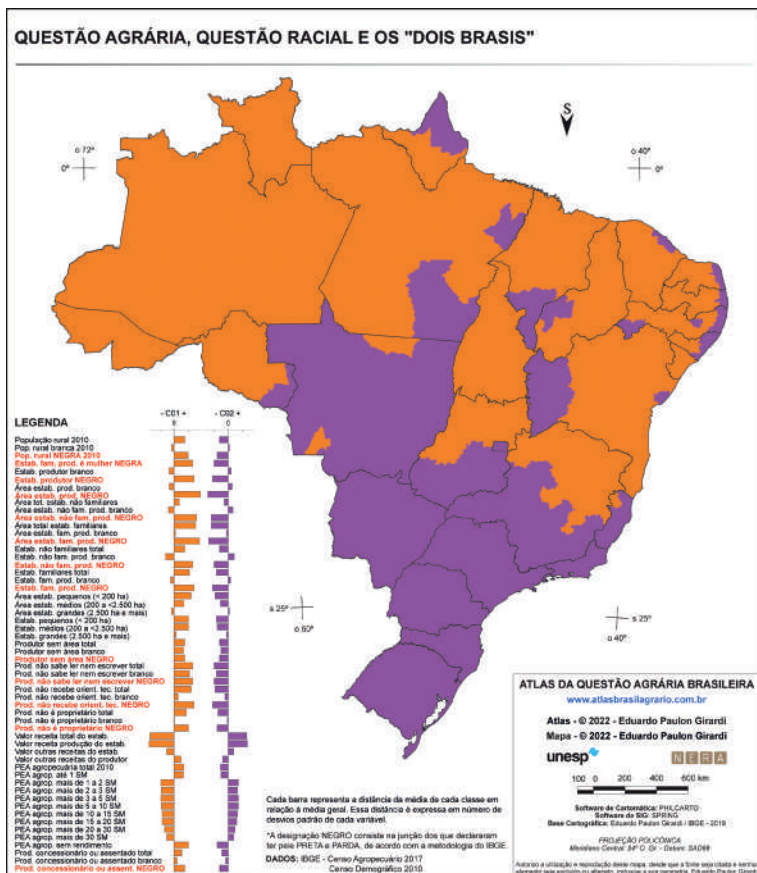 QUESTÃO AGRÁRIA, QUESTÃO RACIAL E OS "DOIS BRASIS"
S
o 72°
0°
o 40°
0°
s 25°
o 60°
s 25°
o 40°
LEGENDA
- C01 +
- C02 +
0
0
População rural 2010
Pop. rural branca 2010
Pop. rural NEGRA 2010
Estab. fam. prod. é mulher NEGRA
Estab. produtor branco
Estab. produtor NEGRO
Área estab. prod. branco
Área estab. prod. NEGRO
Área tot. estab. não familiares
Área estab. não fam. prod. branco
Área estab. não fam. prod. NEGRO
Área total estab. familiares
Área estab. fam. prod. branco
Área estab. fam. prod. NEGRO
Estab. não familiares total
Estab. não fam. prod. branco
Estab. não fam. prod. NEGRO
Estab. familiares total
Estab. fam. prod. branco
Estab. fam. prod. NEGRO
Área estab. pequenos (< 200 ha)
Área estab. médios (200 a <2.500 ha)
Área estab. grandes (2.500 ha e mais)
Estab. pequenos (< 200 ha)
Estab. médios (200 a <2.500 ha)
Estab. grandes (2.500 ha e mais)
Produtor sem área total
Produtor sem área branco
Produtor sem área NEGRO
Prod. não sabe ler nem escrever total
Prod. não sabe ler nem escrever branco
Prod. não sabe ler nem escrever NEGRO
Prod. não recebe orient. tec. total
Prod. não recebe orient. tec. branco
Prod. não recebe orient. tec. NEGRO
Prod. não é proprietário total
Prod. não é proprietário branco
Prod. não é proprietário NEGRO
Valor receita total do estab.
Valor receita produção do estab.
Valor outras receitas do estab.
Valor outras receitas do produtor
PEA agropecuária total 2010
PEA agrop. até 1 SM
PEA agrop. mais de 1 a 2 SM
PEA agrop. mais de 2 a 3 SM
PEA agrop. mais de 3 a 5 SM
PEA agrop. mais de 5 a 10 SM
PEA agrop. mais de 10 a 15 SM
PEA agrop. mais de 15 a 20 SM
PEA agrop. mais de 20 a 30 SM
PEA agrop. mais de 30 SM
PEA agrop. sem rendimento
Prod. concessionário ou assentado total
Prod. concessionário ou assentado branco
Prod. concessionário ou assent. NEGRO
Cada barra representa a distância da média de cada classe em
relação à média geral. Essa distância é expressa em número de
desvios padrão de cada variável.
*A designação NEGRO consiste na junção dos que declararam
ter pele PRETA e PARDA, de acordo com a metodologia do IBGE.
DADOS: IBGE - Censo Agropecuário 2017
Censo Demográfico 2010
ATLAS DA QUESTÃO AGRÁRIA BRASILEIRA
www.atlasbrasilagrario.com.br
Atlas - © 2022 - Eduardo Paulon Girardi
Mapa - © 2022 - Eduardo Paulon Girardi
unesp
NERA
100 0 200 400 600 km
Software de Cartomática: PHILCARTO
Software de SIG: SPRING
Base Cartográfica: Eduardo Paulon Girardi / IBGE - 2019
PROJEÇÃO POLICÔNICA
Meridiano Central: 54º O. Gr - Datum: SAD69
Autorizo a utilização e reprodução deste mapa, desde que a fonte seja citada e nenhum